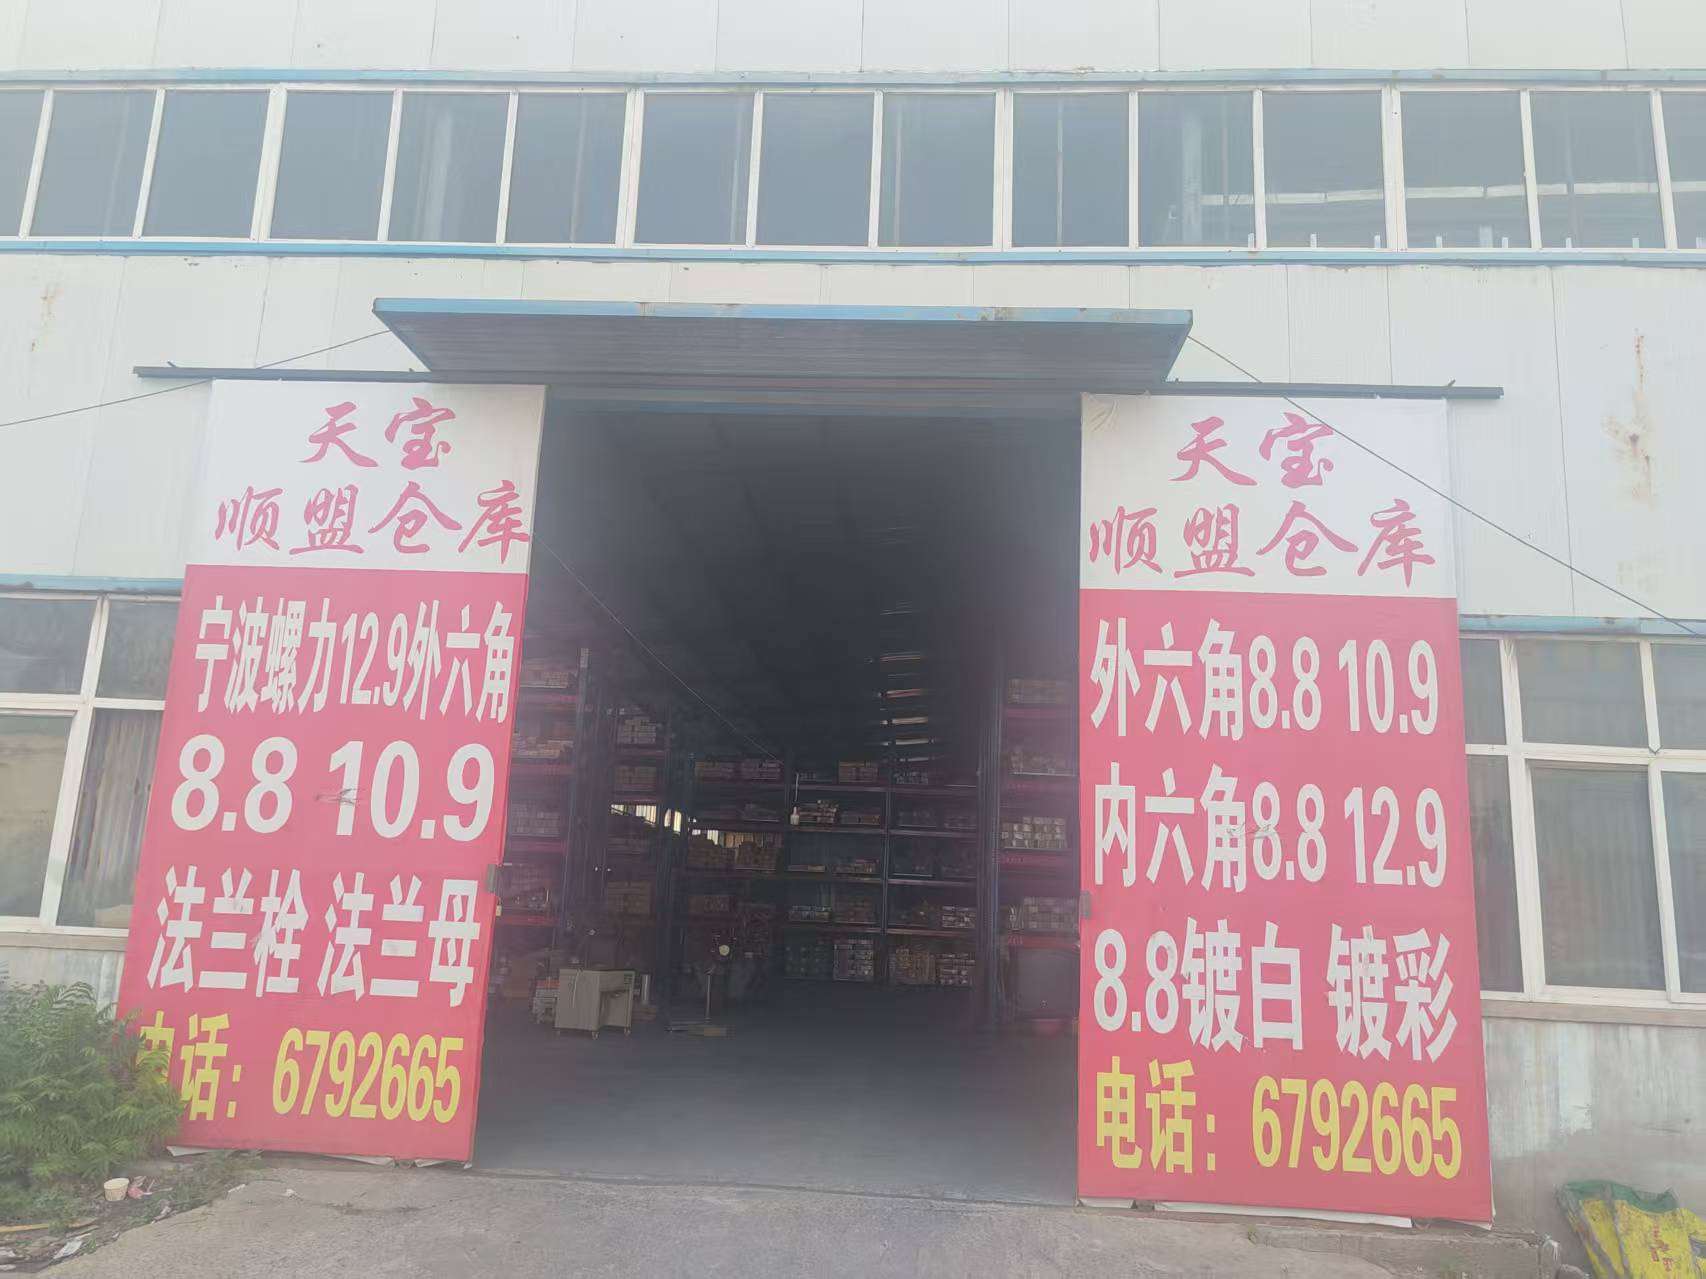 天宝
顺盟仓库
宁波螺力12.9外六角
8.8 10.9
法兰栓 法兰母
电话：6792665
天宝
顺盟仓库
外六角8.8 10.9
内六角8.8 12.9
8.8镀白 镀彩
电话：6792665